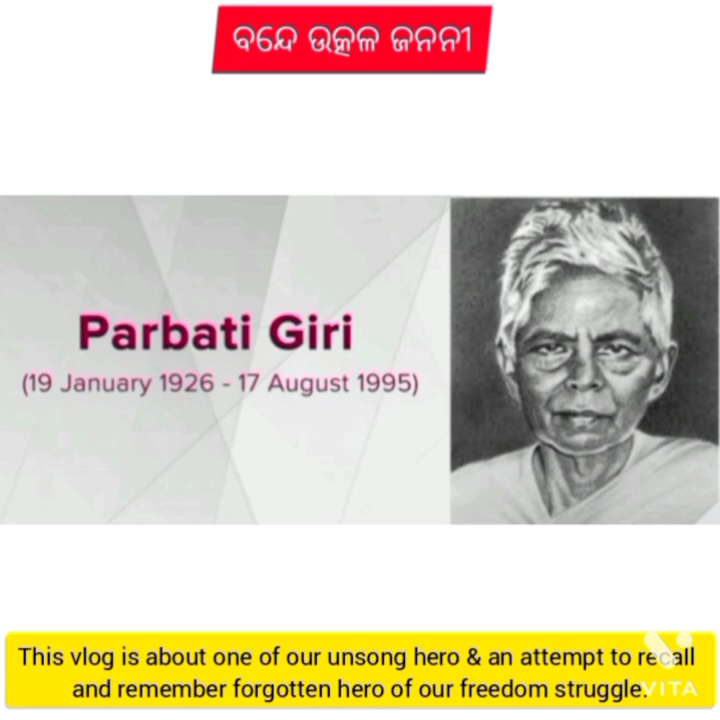 ବନ୍ଦେ ଉତ୍କଳ ଜନନୀ
Parbati Giri
(19 January 1926 - 17 August 1995)
This vlog is about one of our unsong hero & an attempt to recall
and remember forgotten hero of our freedom struggle.
VITA